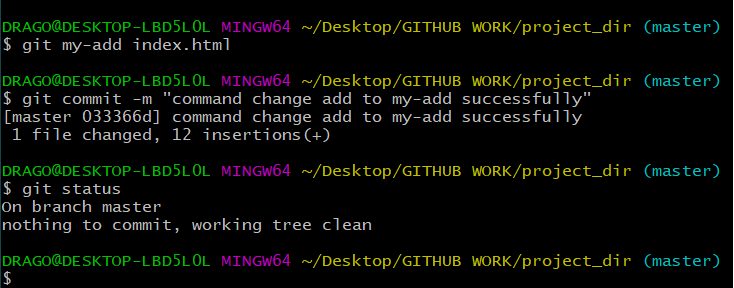 DRAGO@DESKTOP-LBD5L0L MINGW64 ~/Desktop/GITHUB WORK/project_dir (master)
$ git my-add index.html
DRAGO@DESKTOP-LBD5L0L MINGW64 ~/Desktop/GITHUB WORK/project_dir (master)
$ git commit -m "command change add to my-add successfully"
[master 033366d] command change add to my-add successfully
 1 file changed, 12 insertions(+)
DRAGO@DESKTOP-LBD5L0L MINGW64 ~/Desktop/GITHUB WORK/project_dir (master)
$ git status
On branch master
nothing to commit, working tree clean
DRAGO@DESKTOP-LBD5L0L MINGW64 ~/Desktop/GITHUB WORK/project_dir (master)
$